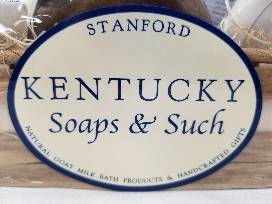 STANFORD
KENTUCKY
Soaps & Such
NATURAL GOAT MILK BATH PRODUCTS & HANDCRAFTED GIFTS